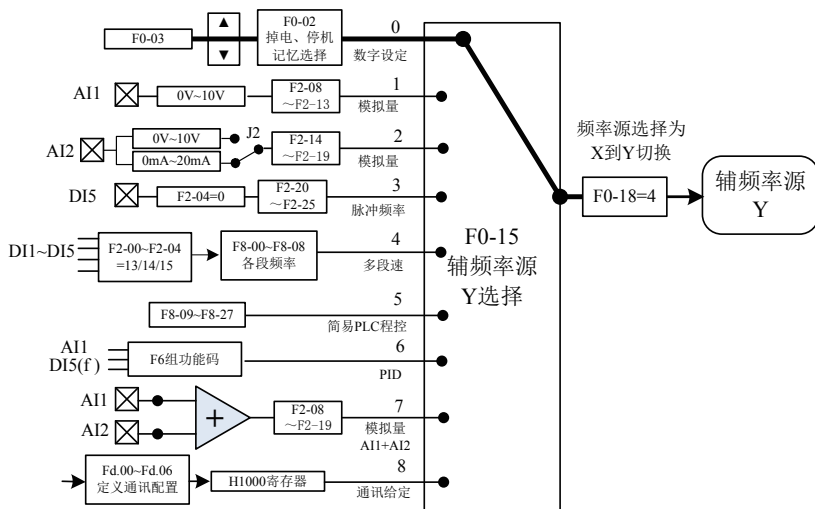 F0-03
▲
▼
F0-02
掉电、停机
记忆选择
0
数字设定
AI1
0V~10V
F2-08
～F2-13
1
模拟量
AI2
0V~10V
0mA~20mA
J2
F2-14
～F2-19
2
模拟量
DI5
F2-04=0
F2-20
～F2-25
3
脉冲频率
DI1~DI5
F2-00~F2-04
=13/14/15
F8-00~F8-08
各段频率
4
多段速
F8-09~F8-27
5
简易PLC程控
AI1
DI5(f)
F6组功能码
6
PID
AI1
AI2
+
F2-08
～F2-19
7
模拟量
AI1+AI2
Fd.00~Fd.06
定义通讯配置
H1000寄存器
8
通讯给定
F0-15
辅频率源
Y选择
频率源选择为
X到Y切换
F0-18=4
辅频率源
Y